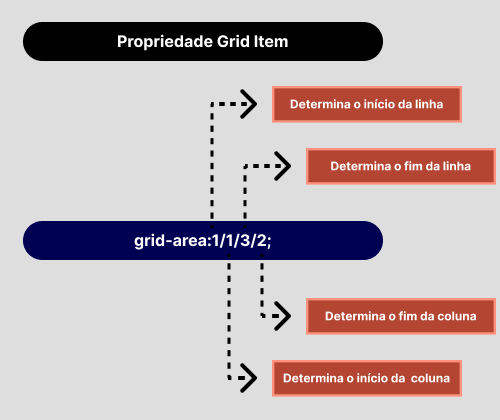 Propriedade Grid Item
Determina o início da linha
Determina o fim da linha
grid-area:1/1/3/2;
Determina o fim da coluna
Determina o início da coluna